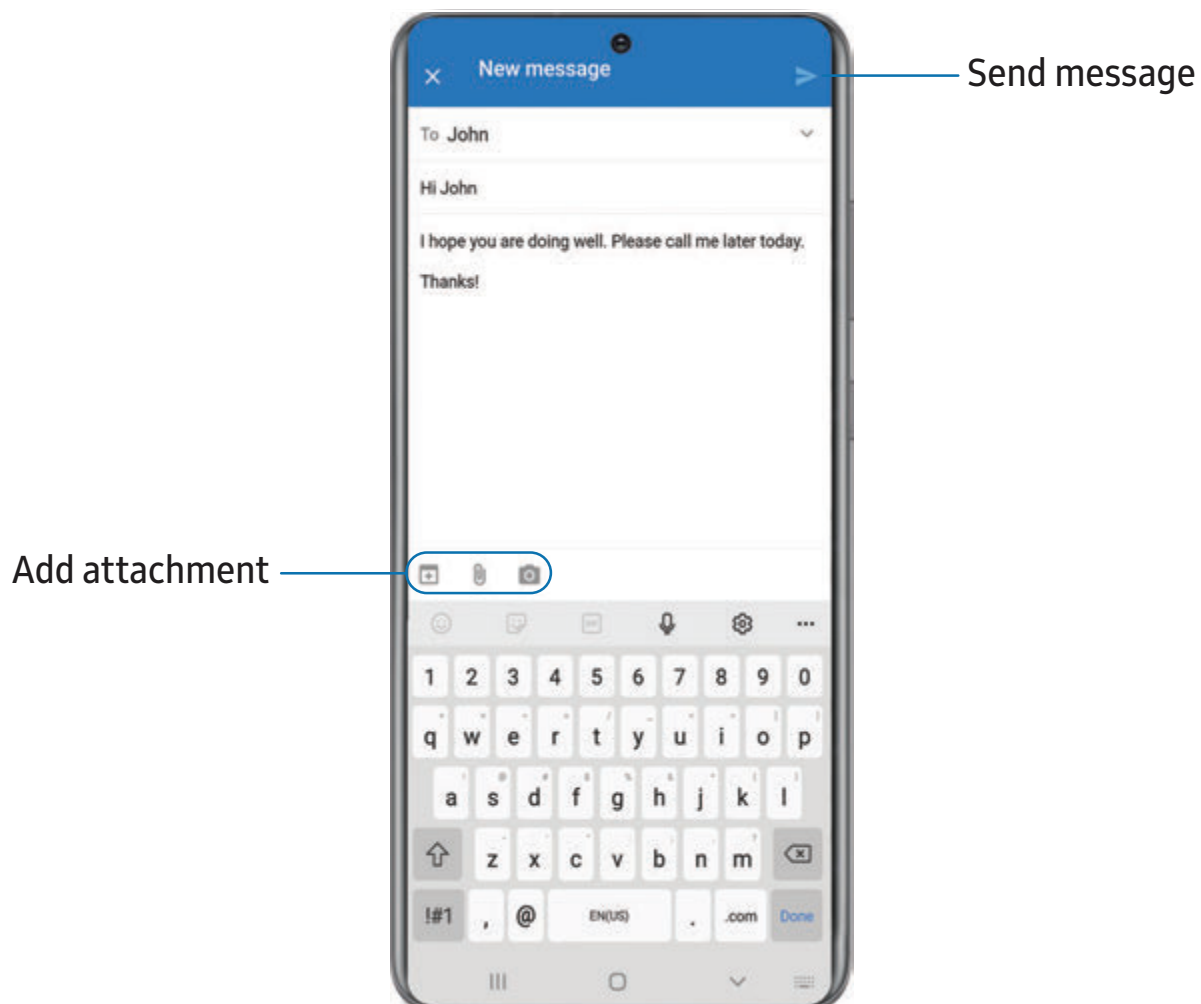 New message
Send message
To John
Hi John
I hope you are doing well. Please call me later today.
Thanks!
Add attachment
1 2 3 4 5 6 7 8 9 0
q w e r t y u i o p
a s d f g h j k l
z x c v b n m
!#1 , @ EN(US) . .com Done